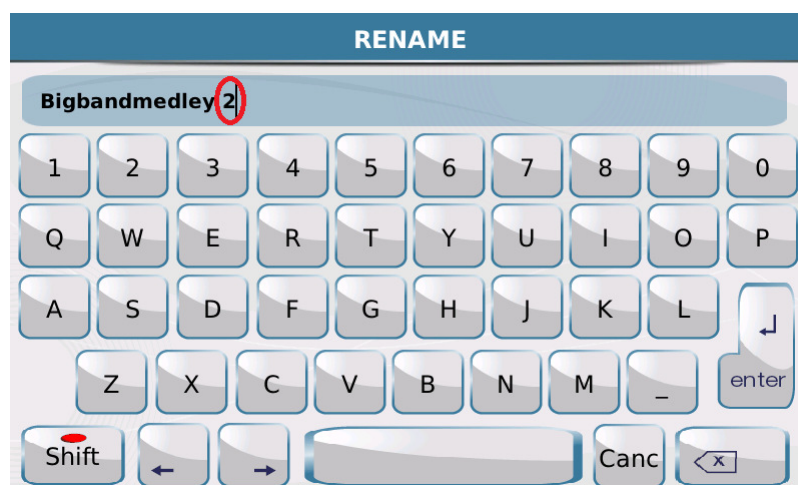 RENAME
Bigbandmedley 2
1 2 3 4 5 6 7 8 9 0
Q W E R T Y U I O P
A S D F G H J K L
enter
Z X C V B N M _
Shift ← → Canc x